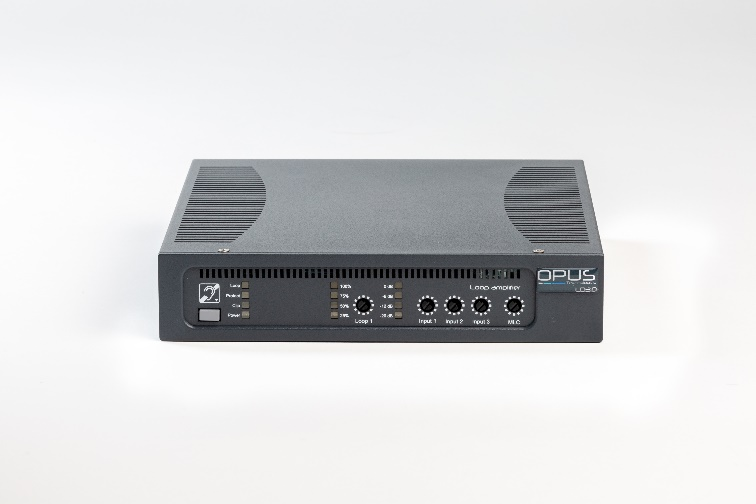 OPUS
Loop amplifier
Loop
Protect
Clip
Power
100%
75%
50%
25%
0 dB
-6 dB
-12 dB
-20 dB
Loop 1
Input 1
Input 2
Input 3
MLC